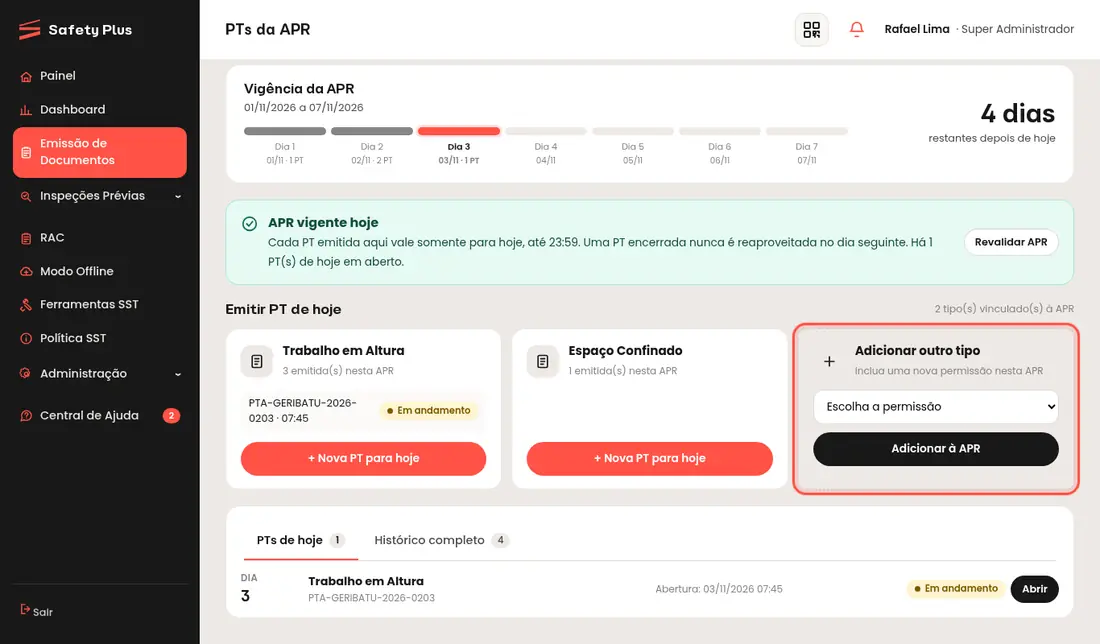 Safety Plus
Painel
Dashboard
Emissão de
Documentos
Inspeções Prévias
RAC
Modo Offline
Ferramentas SST
Política SST
Administração
Central de Ajuda 2
Sair
PTs da APR
Rafael Lima · Super Administrador
Vigência da APR
01/11/2026 a 07/11/2026
Dia 1 Dia 2 Dia 3 Dia 4 Dia 5 Dia 6 Dia 7
01/11 · 1 PT 02/11 · 2 PT 03/11 · 1 PT 04/11 05/11 06/11 07/11
4 dias
restantes depois de hoje
APR vigente hoje
Cada PT emitida aqui vale somente para hoje, até 23:59. Uma PT encerrada nunca é reaproveitada no dia seguinte. Há 1
PT(s) de hoje em aberto.
Revalidar APR
Emitir PT de hoje
2 tipo(s) vinculado(s) à APR
Trabalho em Altura
3 emitida(s) nesta APR
PTA-GERIBATU-2026-
0203 · 07:45
Em andamento
+ Nova PT para hoje
Espaço Confinado
1 emitida(s) nesta APR
+ Nova PT para hoje
+
Adicionar outro tipo
Inclua uma nova permissão nesta APR
Escolha a permissão
Adicionar à APR
PTs de hoje 1 Histórico completo 4
DIA
3
Trabalho em Altura
PTA-GERIBATU-2026-0203
Abertura: 03/11/2026 07:45
Em andamento
Abrir